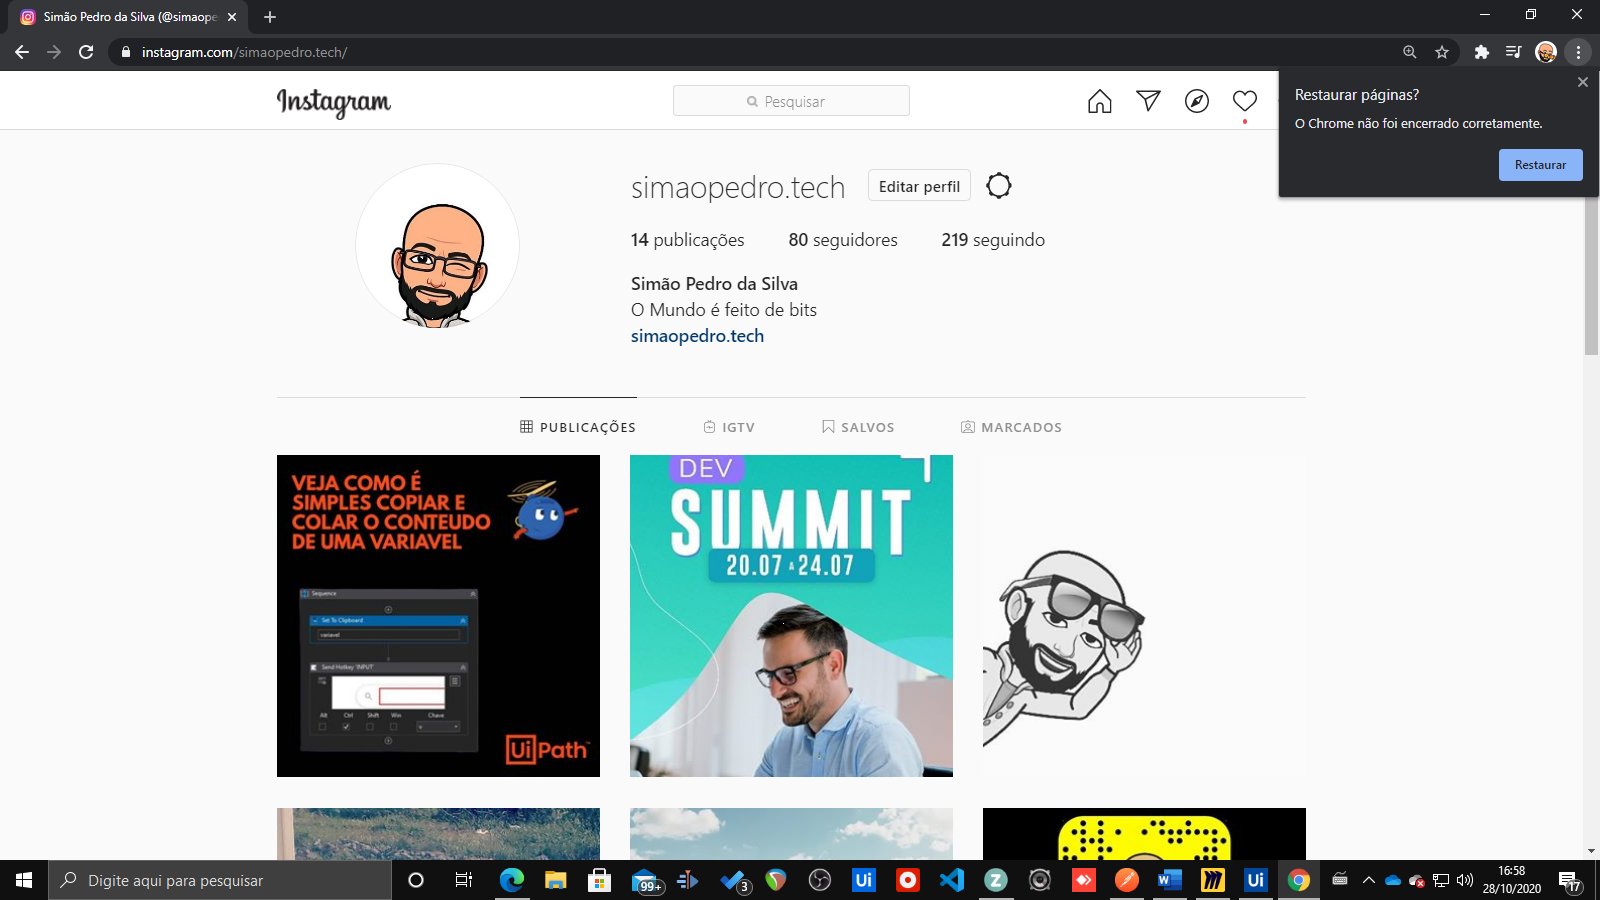 Simão Pedro da Silva (@simaope
instagram.com/simaopedro.tech/
Restaurar páginas?
O Chrome não foi encerrado corretamente.
Restaurar
Instagram
Pesquisar
simaopedro.tech
Editar perfil
14 publicações
80 seguidores
219 seguindo
Simão Pedro da Silva
O Mundo é feito de bits
simaopedro.tech
PUBLICAÇÕES
IGTV
SALVOS
MARCADOS
VEJA COMO É
SIMPLES COPIAR E
COLAR O CONTEUDO
DE UMA VARIAVEL
Sequence
Set To Clipboard
variavel
Send Hotkey 'INPUT'
Alt Ctrl Shift Win Chave
UiPath
DEV
SUMMIT
20.07 A 24.07
Digite aqui para pesquisar
99+
3
Ui
Ui
16:58
28/10/2020
17